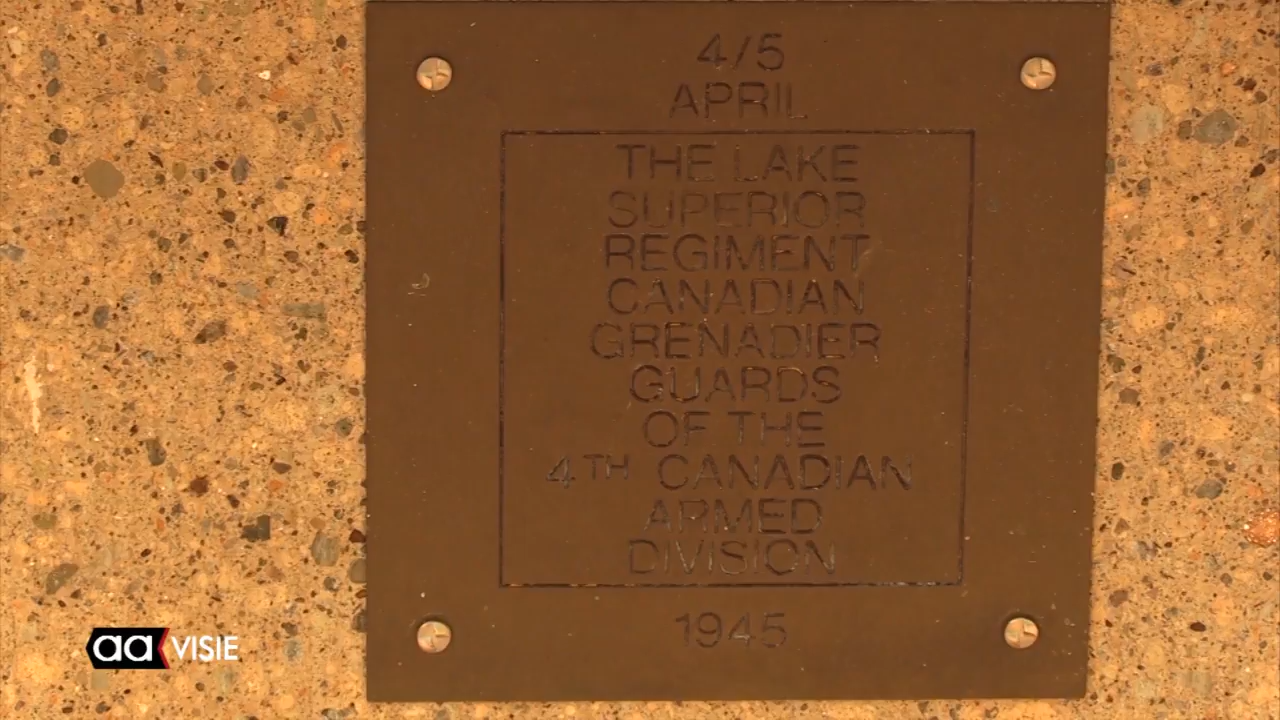 4/5
APRIL
THE LAKE
SUPERIOR
REGIMENT
CANADIAN
GRENADIER
GUARDS
OF THE
4TH CANADIAN
ARMED
DIVISION
1945
aa VISIE